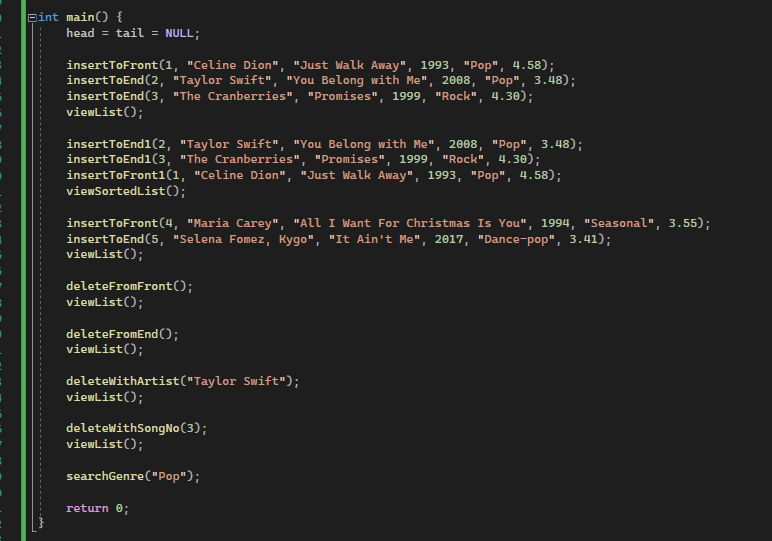 int main() {
head = tail = NULL;
insertToFront(1, "Celine Dion", "Just Walk Away", 1993, "Pop", 4.58);
insertToEnd(2, "Taylor Swift", "You Belong with Me", 2008, "Pop", 3.48);
insertToEnd(3, "The Cranberries", "Promises", 1999, "Rock", 4.30);
viewList();
insertToEnd1(2, "Taylor Swift", "You Belong with Me", 2008, "Pop", 3.48);
insertToEnd1(3, "The Cranberries", "Promises", 1999, "Rock", 4.30);
insertToFront1(1, "Celine Dion", "Just Walk Away", 1993, "Pop", 4.58);
viewSortedList();
insertToFront(4, "Maria Carey", "All I Want For Christmas Is You", 1994, "Seasonal", 3.55);
insertToEnd(5, "Selena Fomez, Kygo", "It Ain't Me", 2017, "Dance-pop", 3.41);
viewList();
deleteFromFront();
viewList();
deleteFromEnd();
viewList();
deleteWithArtist("Taylor Swift");
viewList();
deleteWithSongNo(3);
viewList();
searchGenre("Pop");
return 0;
}